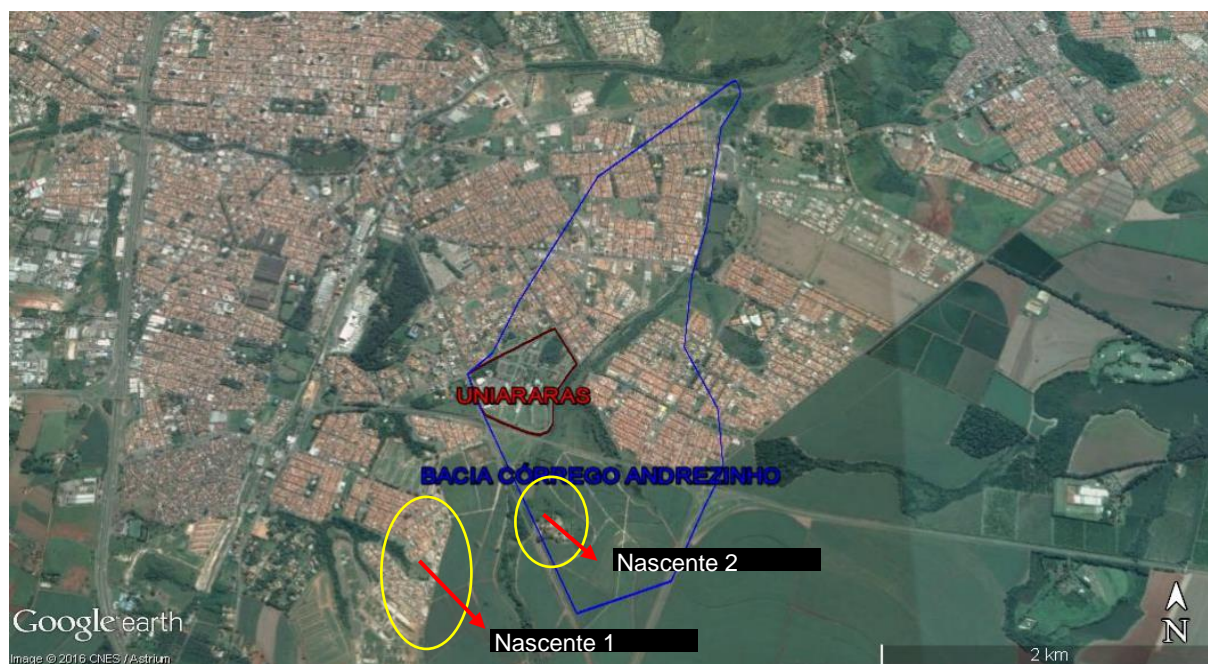 UNIARARAS
BACIA CÓRREGO ANDREZINHO
Nascente 2
Nascente 1
Google earth
N
Image © 2016 CNES / Astrium
2 km